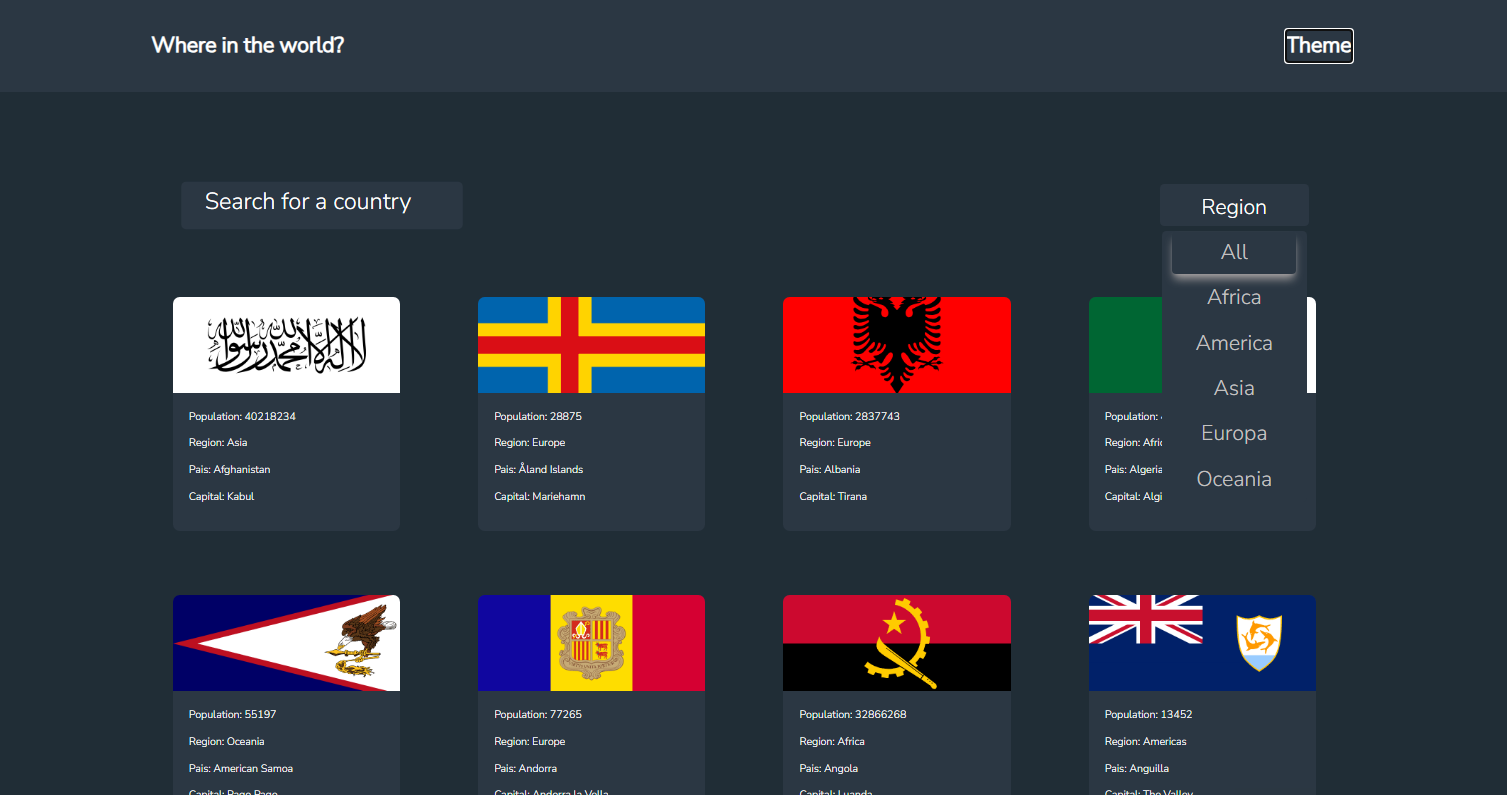 Where in the world?
Theme
Search for a country
Region
All
Africa
America
Asia
Europa
Oceania
لا إله إلا الله محمد رسول الله
Population: 40218234
Region: Asia
Pais: Afghanistan
Capital: Kabul
Population: 28875
Region: Europe
Pais: Åland Islands
Capital: Mariehamn
Population: 2837743
Region: Europe
Pais: Albania
Capital: Tirana
Population:
Region: Afric
Pais: Algeria
Capital: Algi
Population: 55197
Region: Oceania
Pais: American Samoa
Capital: Pago Pago
Population: 77265
Region: Europe
Pais: Andorra
Capital: Andorra la Vella
Population: 32866268
Region: Africa
Pais: Angola
Capital: Luanda
Population: 13452
Region: Americas
Pais: Anguilla
Capital: The Valley